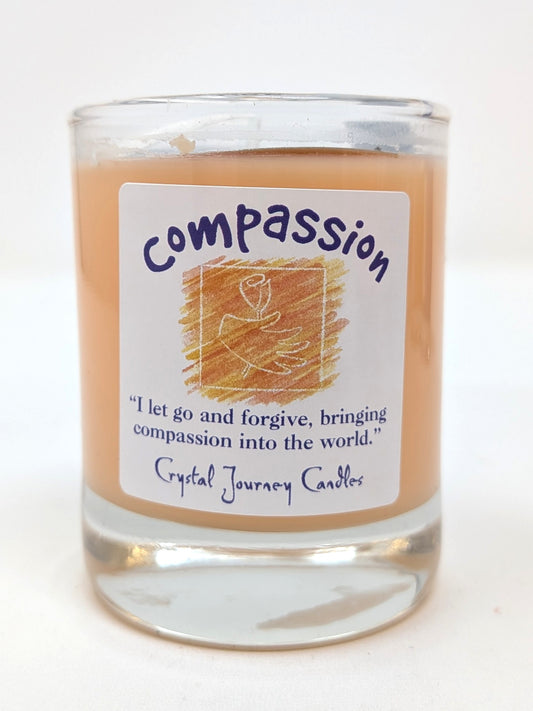 Compassion
“I let go and forgive, bringing
compassion into the world.”
Crystal Journey Candles